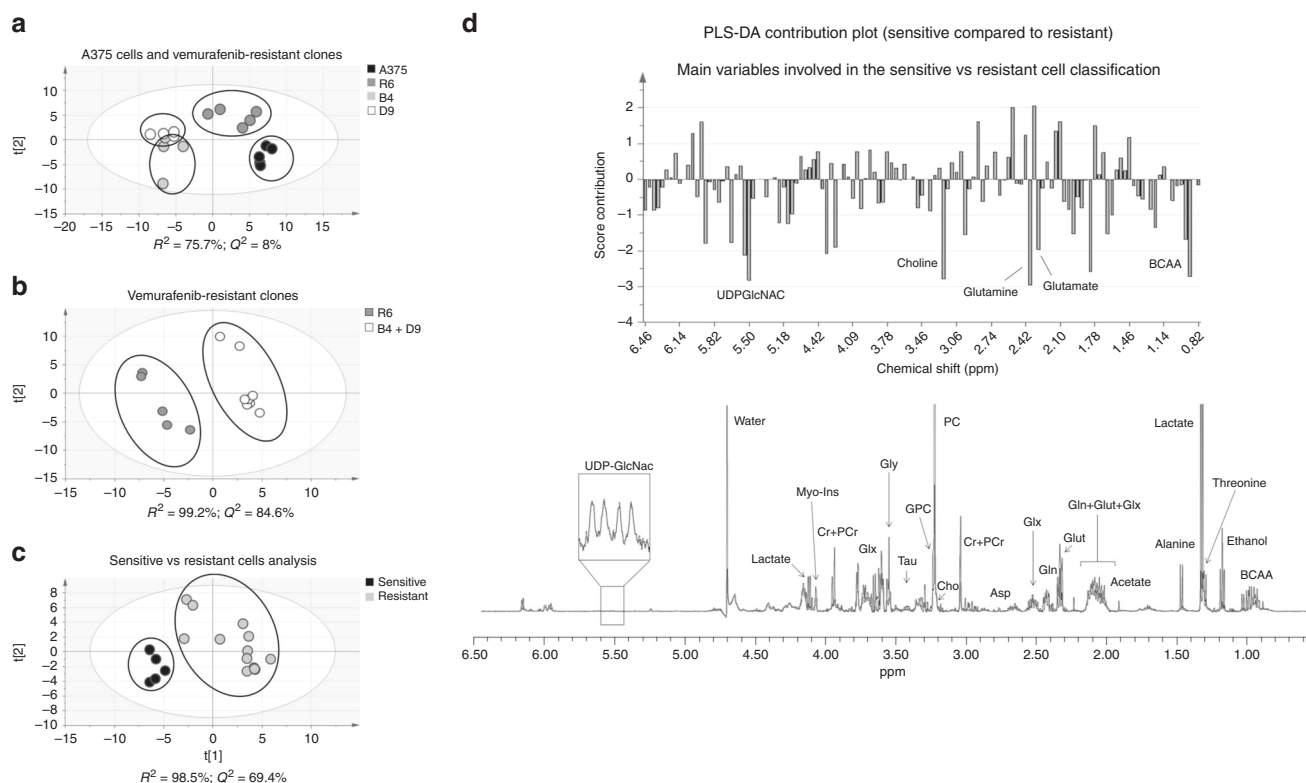 a
A375 cells and vemurafenib-resistant clones
A375
R6
B4
D9
t[2]
10
5
0
−5
−10
−15
−20 −15 −10 −5 0 5 10 15
R2 = 75.7%; Q2 = 8%
b
Vemurafenib-resistant clones
R6
B4 + D9
t[2]
15
10
5
0
−5
−10
−15
−15 −10 −5 0 5 10
R2 = 99.2%; Q2 = 84.6%
c
Sensitive vs resistant cells analysis
Sensitive
Resistant
t[2]
8
6
4
2
0
−2
−4
−6
−8
10
−15 −10 −5 0 5 10
t[1]
R2 = 98.5%; Q2 = 69.4%
d
PLS-DA contribution plot (sensitive compared to resistant)
Main variables involved in the sensitive vs resistant cell classification
Score contribution
2
1
0
−1
−2
−3
−4
UDPGlcNAC
Choline
Glutamine
Glutamate
BCAA
6.46 6.14 5.82 5.50 5.18 4.42 4.09 3.78 3.46 3.06 2.74 2.42 2.10 1.78 1.46 1.14 0.82
Chemical shift (ppm)
UDP-GlcNac
Water
Lactate
Myo-Ins
Cr+PCr
Glx
Gly
Tau
GPC
PC
Cho
Cr+PCr
Asp
Glx
Gln
Glut
Gln+Glut+Glx
Acetate
Lactate
Alanine
Threonine
Ethanol
BCAA
6.50 6.00 5.50 5.00 4.50 4.00 3.50 3.00 2.50 2.00 1.50 1.00
ppm